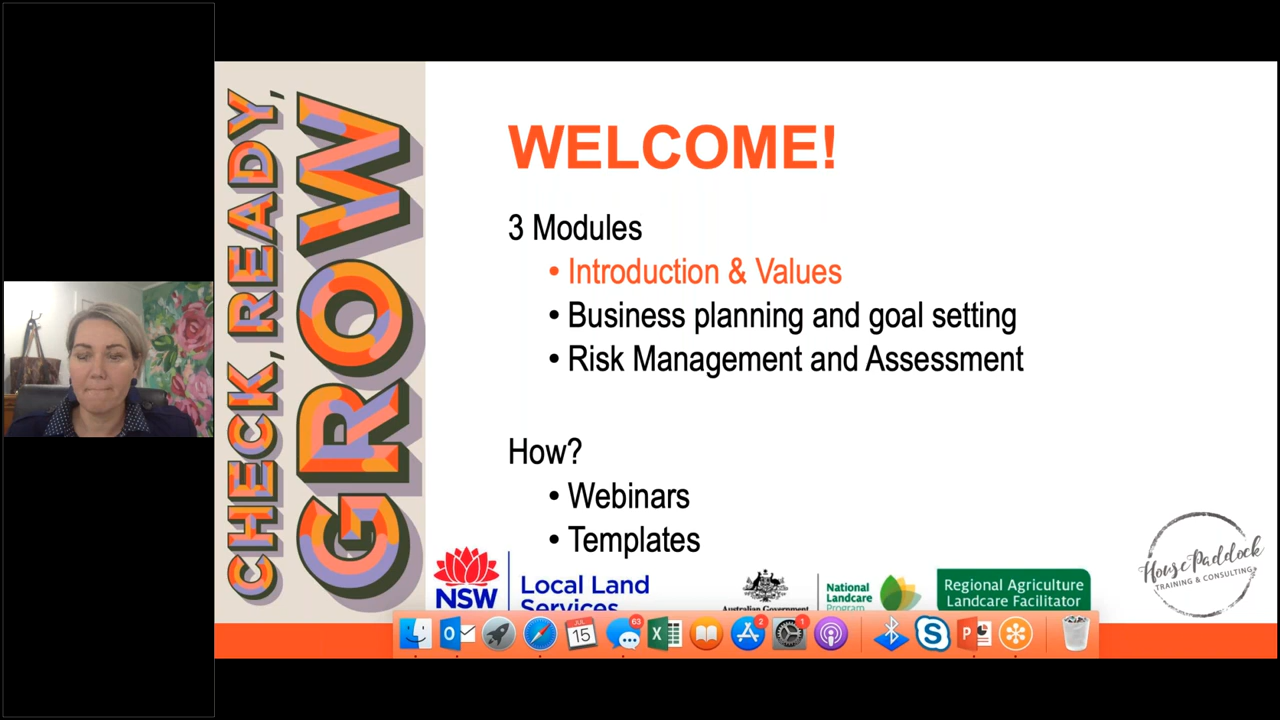 CHECK, READY,
GROW
WELCOME!
3 Modules
• Introduction & Values
• Business planning and goal setting
• Risk Management and Assessment
How?
• Webinars
• Templates
NSW
Local Land
Services
Australian Government
National
Landcare
Program
Regional Agriculture
Landcare Facilitator
House Paddock
TRAINING & CONSULTING
JUL
15
63
2
1